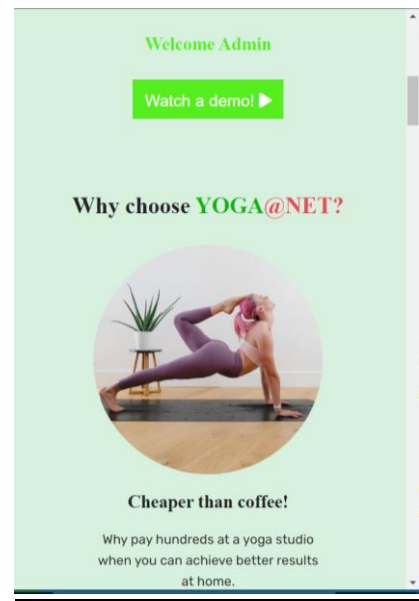 Welcome Admin
Watch a demo!
Why choose YOGA@NET?
Cheaper than coffee!
Why pay hundreds at a yoga studio
when you can achieve better results
at home.